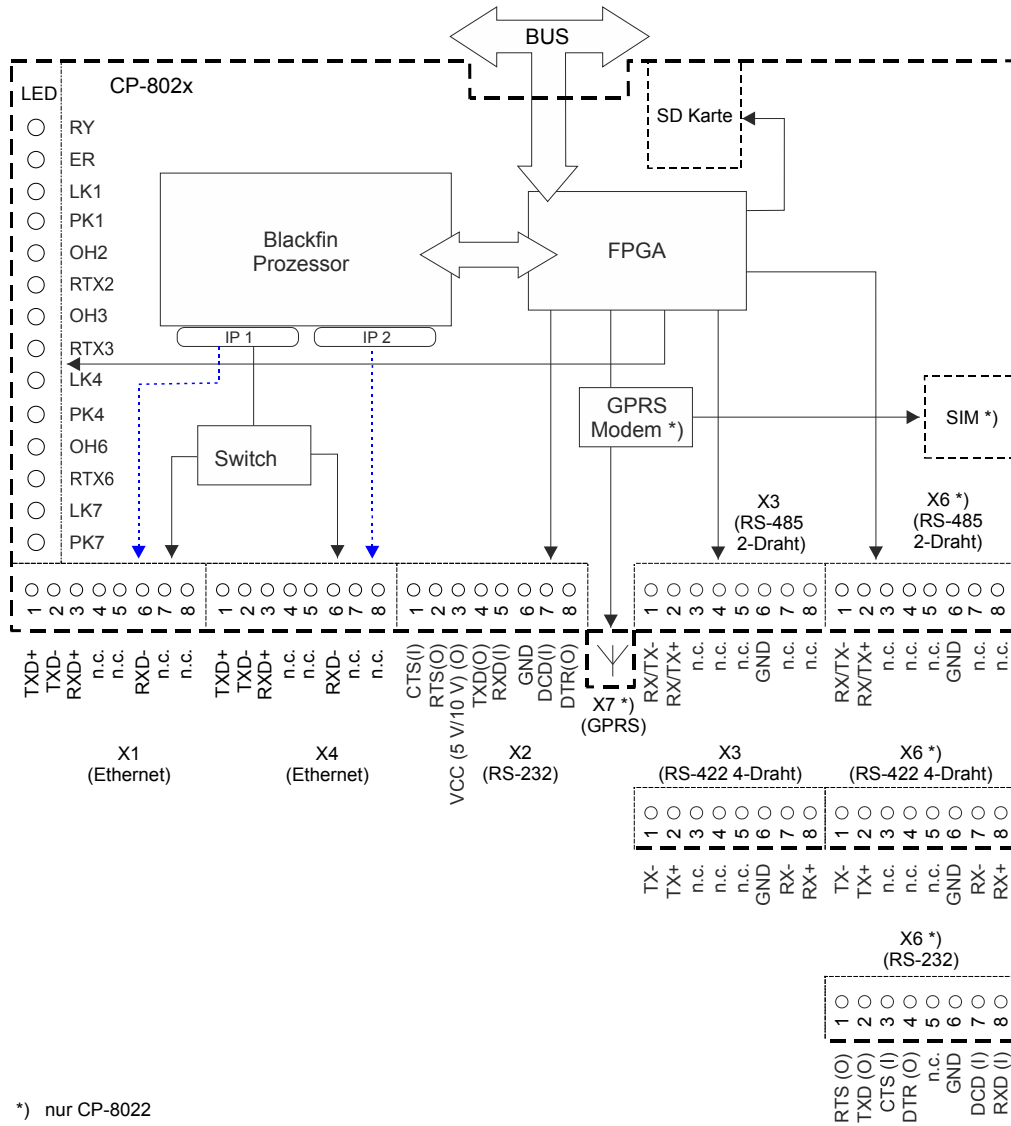 BUS
CP-802x
LED
RY
ER
LK1
PK1
OH2
RTX2
OH3
RTX3
LK4
PK4
OH6
RTX6
LK7
PK7
SD Karte
Blackfin
Prozessor
FPGA
IP 1
IP 2
Switch
GPRS
Modem *)
SIM *)
X3
(RS-485
2-Draht)
X6 *)
(RS-485
2-Draht)
1 2 3 4 5 6 7 8
TXD+ TXD- RXD+ n.c. n.c. RXD- n.c. n.c.
X1
(Ethernet)
1 2 3 4 5 6 7 8
TXD+ TXD- RXD+ n.c. n.c. RXD- n.c. n.c.
X4
(Ethernet)
1 2 3 4 5 6 7 8
CTS(I) RTS(O) VCC (5 V/10 V) (O) TXD(O) RXD(I) GND DCD(I) DTR(O)
X2
(RS-232)
X7 *)
(GPRS)
1 2 3 4 5 6 7 8
RX/TX- RX/TX+ n.c. n.c. n.c. GND n.c. n.c.
1 2 3 4 5 6 7 8
RX/TX- RX/TX+ n.c. n.c. n.c. GND n.c. n.c.
X3
(RS-422 4-Draht)
1 2 3 4 5 6 7 8
TX- TX+ n.c. n.c. n.c. GND RX- RX+
X6 *)
(RS-422 4-Draht)
1 2 3 4 5 6 7 8
TX- TX+ n.c. n.c. n.c. GND RX- RX+
X6 *)
(RS-232)
1 2 3 4 5 6 7 8
RTS (O) TXD (O) CTS (I) DTR (O) n.c. GND DCD (I) RXD (I)
*) nur CP-8022